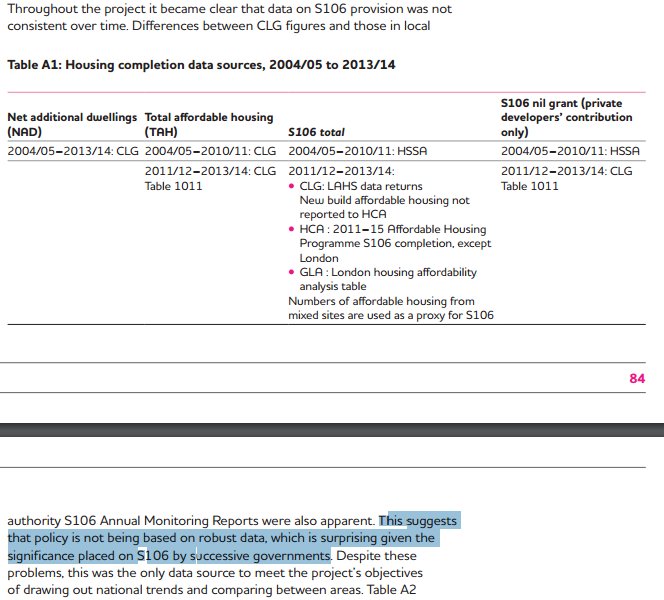 Throughout the project it became clear that data on S106 provision was not
consistent over time. Differences between CLG figures and those in local
Table A1: Housing completion data sources, 2004/05 to 2013/14
Net additional dwellings (NAD)
Total affordable housing (TAH)
S106 total
S106 nil grant (private
developers’ contribution
only)
2004/05–2013/14: CLG
2004/05–2010/11: CLG
2004/05–2010/11: HSSA
2004/05–2010/11: HSSA
2011/12–2013/14: CLG
Table 1011
2011/12–2013/14:
• CLG: LAHS data returns
New build affordable housing not
reported to HCA
• HCA : 2011–15 Affordable Housing
Programme S106 completion, except
London
• GLA : London housing affordability
analysis table
Numbers of affordable housing from
mixed sites are used as a proxy for S106
2011/12–2013/14: CLG
Table 1011
84
authority S106 Annual Monitoring Reports were also apparent. This suggests
that policy is not being based on robust data, which is surprising given the
significance placed on S106 by successive governments. Despite these
problems, this was the only data source to meet the project’s objectives
of drawing out national trends and comparing between areas. Table A2